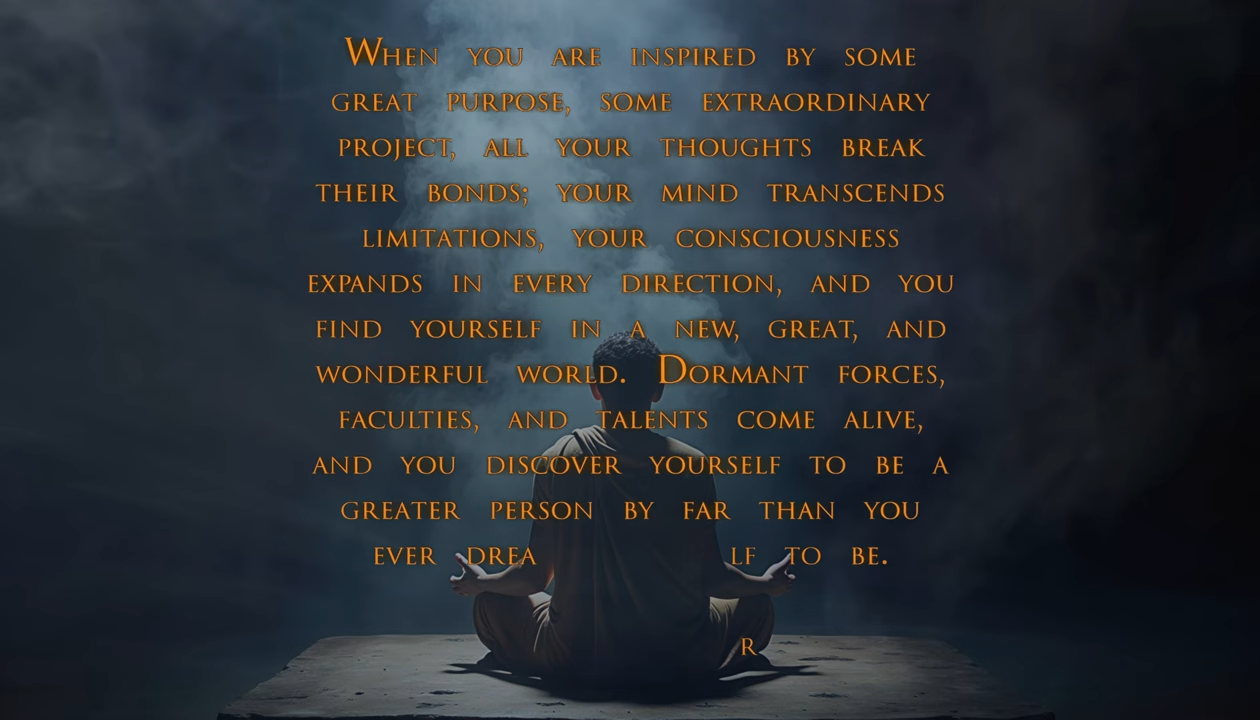 When you are inspired by some
great purpose, some extraordinary
project, all your thoughts break
their bonds; your mind transcends
limitations, your consciousness
expands in every direction, and you
find yourself in a new, great, and
wonderful world. Dormant forces,
faculties, and talents come alive,
and you discover yourself to be a
greater person by far than you
ever drea lf to be.
r